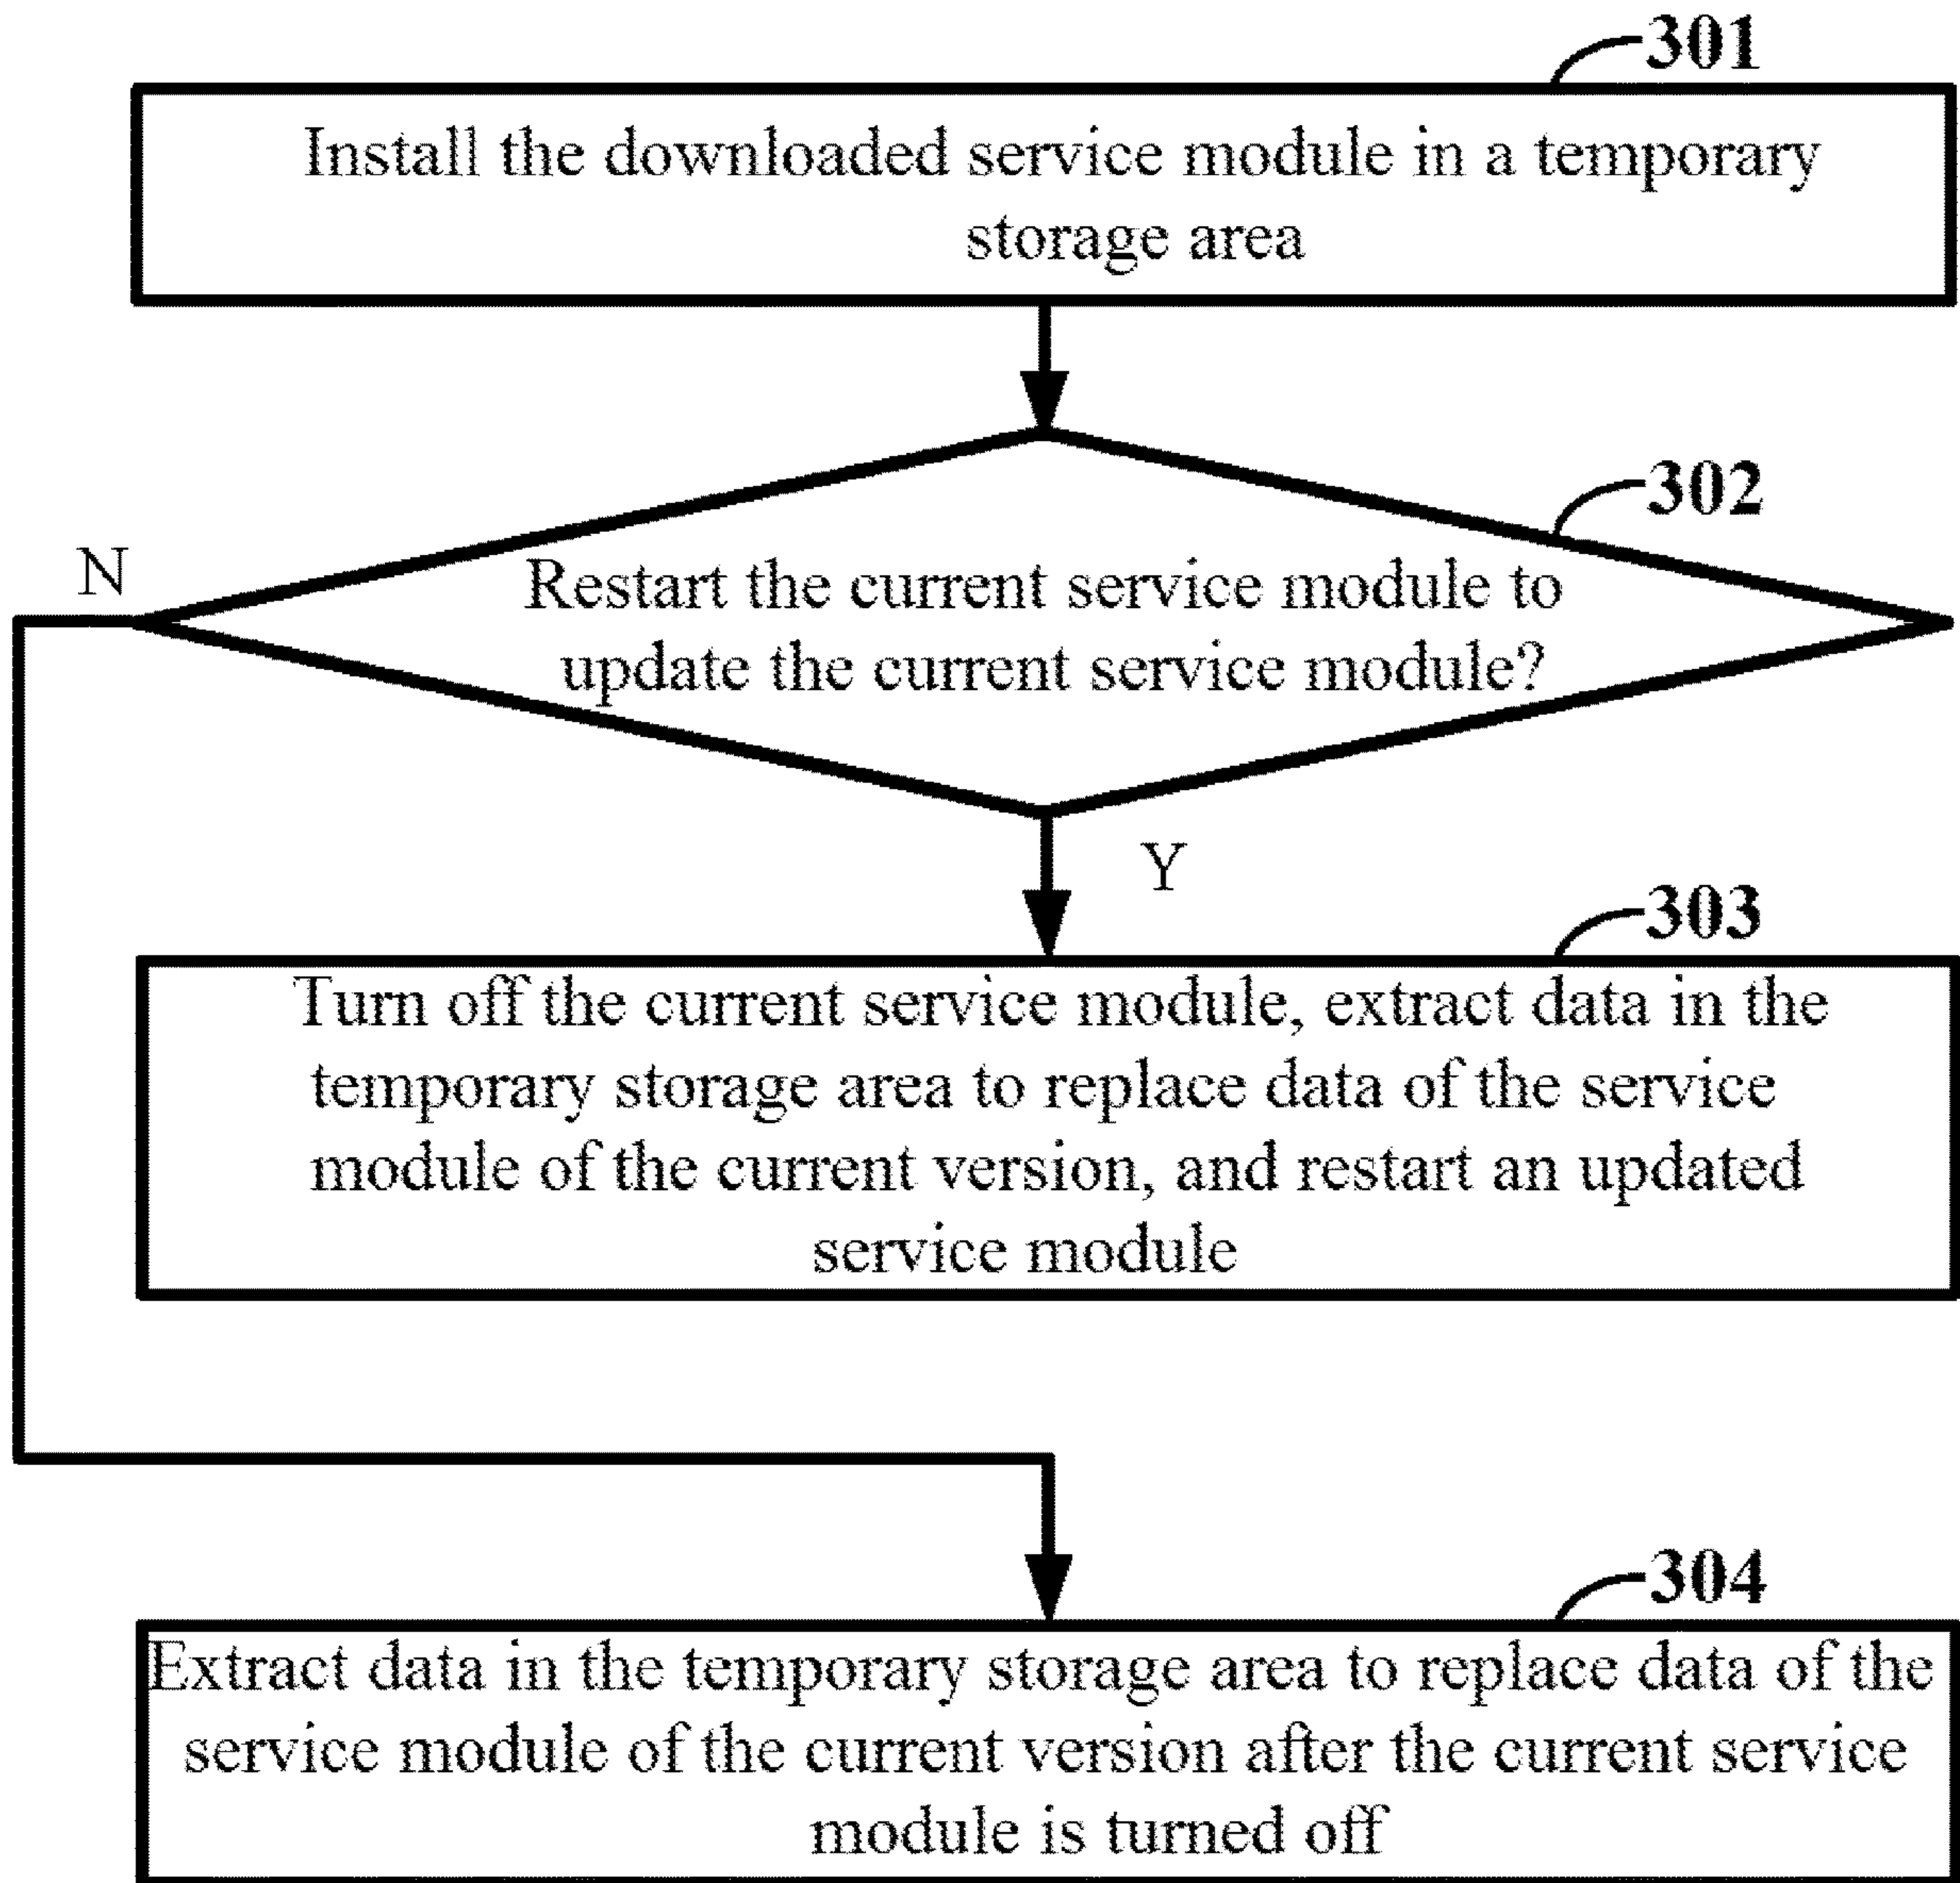 301
Install the downloaded service module in a temporary
storage area
302
N
Restart the current service module to
update the current service module?
Y
303
Turn off the current service module, extract data in the
temporary storage area to replace data of the service
module of the current version, and restart an updated
service module
304
Extract data in the temporary storage area to replace data of the
service module of the current version after the current service
module is turned off